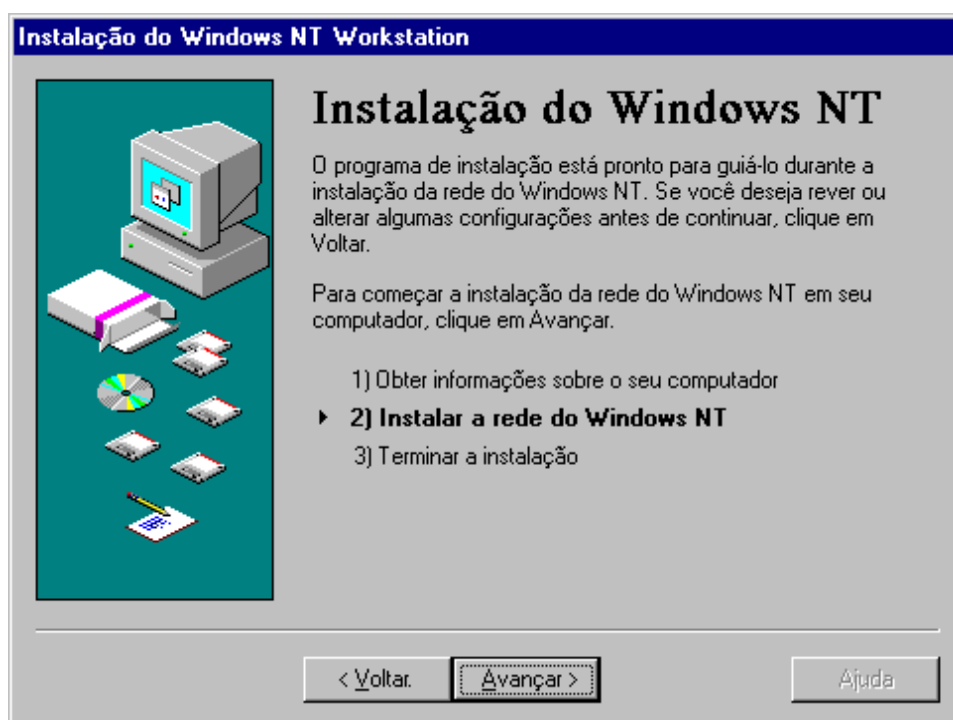 Instalação do Windows NT Workstation
Instalação do Windows NT
O programa de instalação está pronto para guiá-lo durante a
instalação da rede do Windows NT. Se você deseja rever ou
alterar algumas configurações antes de continuar, clique em
Voltar.
Para começar a instalação da rede do Windows NT em seu
computador, clique em Avançar.
1) Obter informações sobre o seu computador
2) Instalar a rede do Windows NT
3) Terminar a instalação
< Voltar.
Avançar >
Ajuda